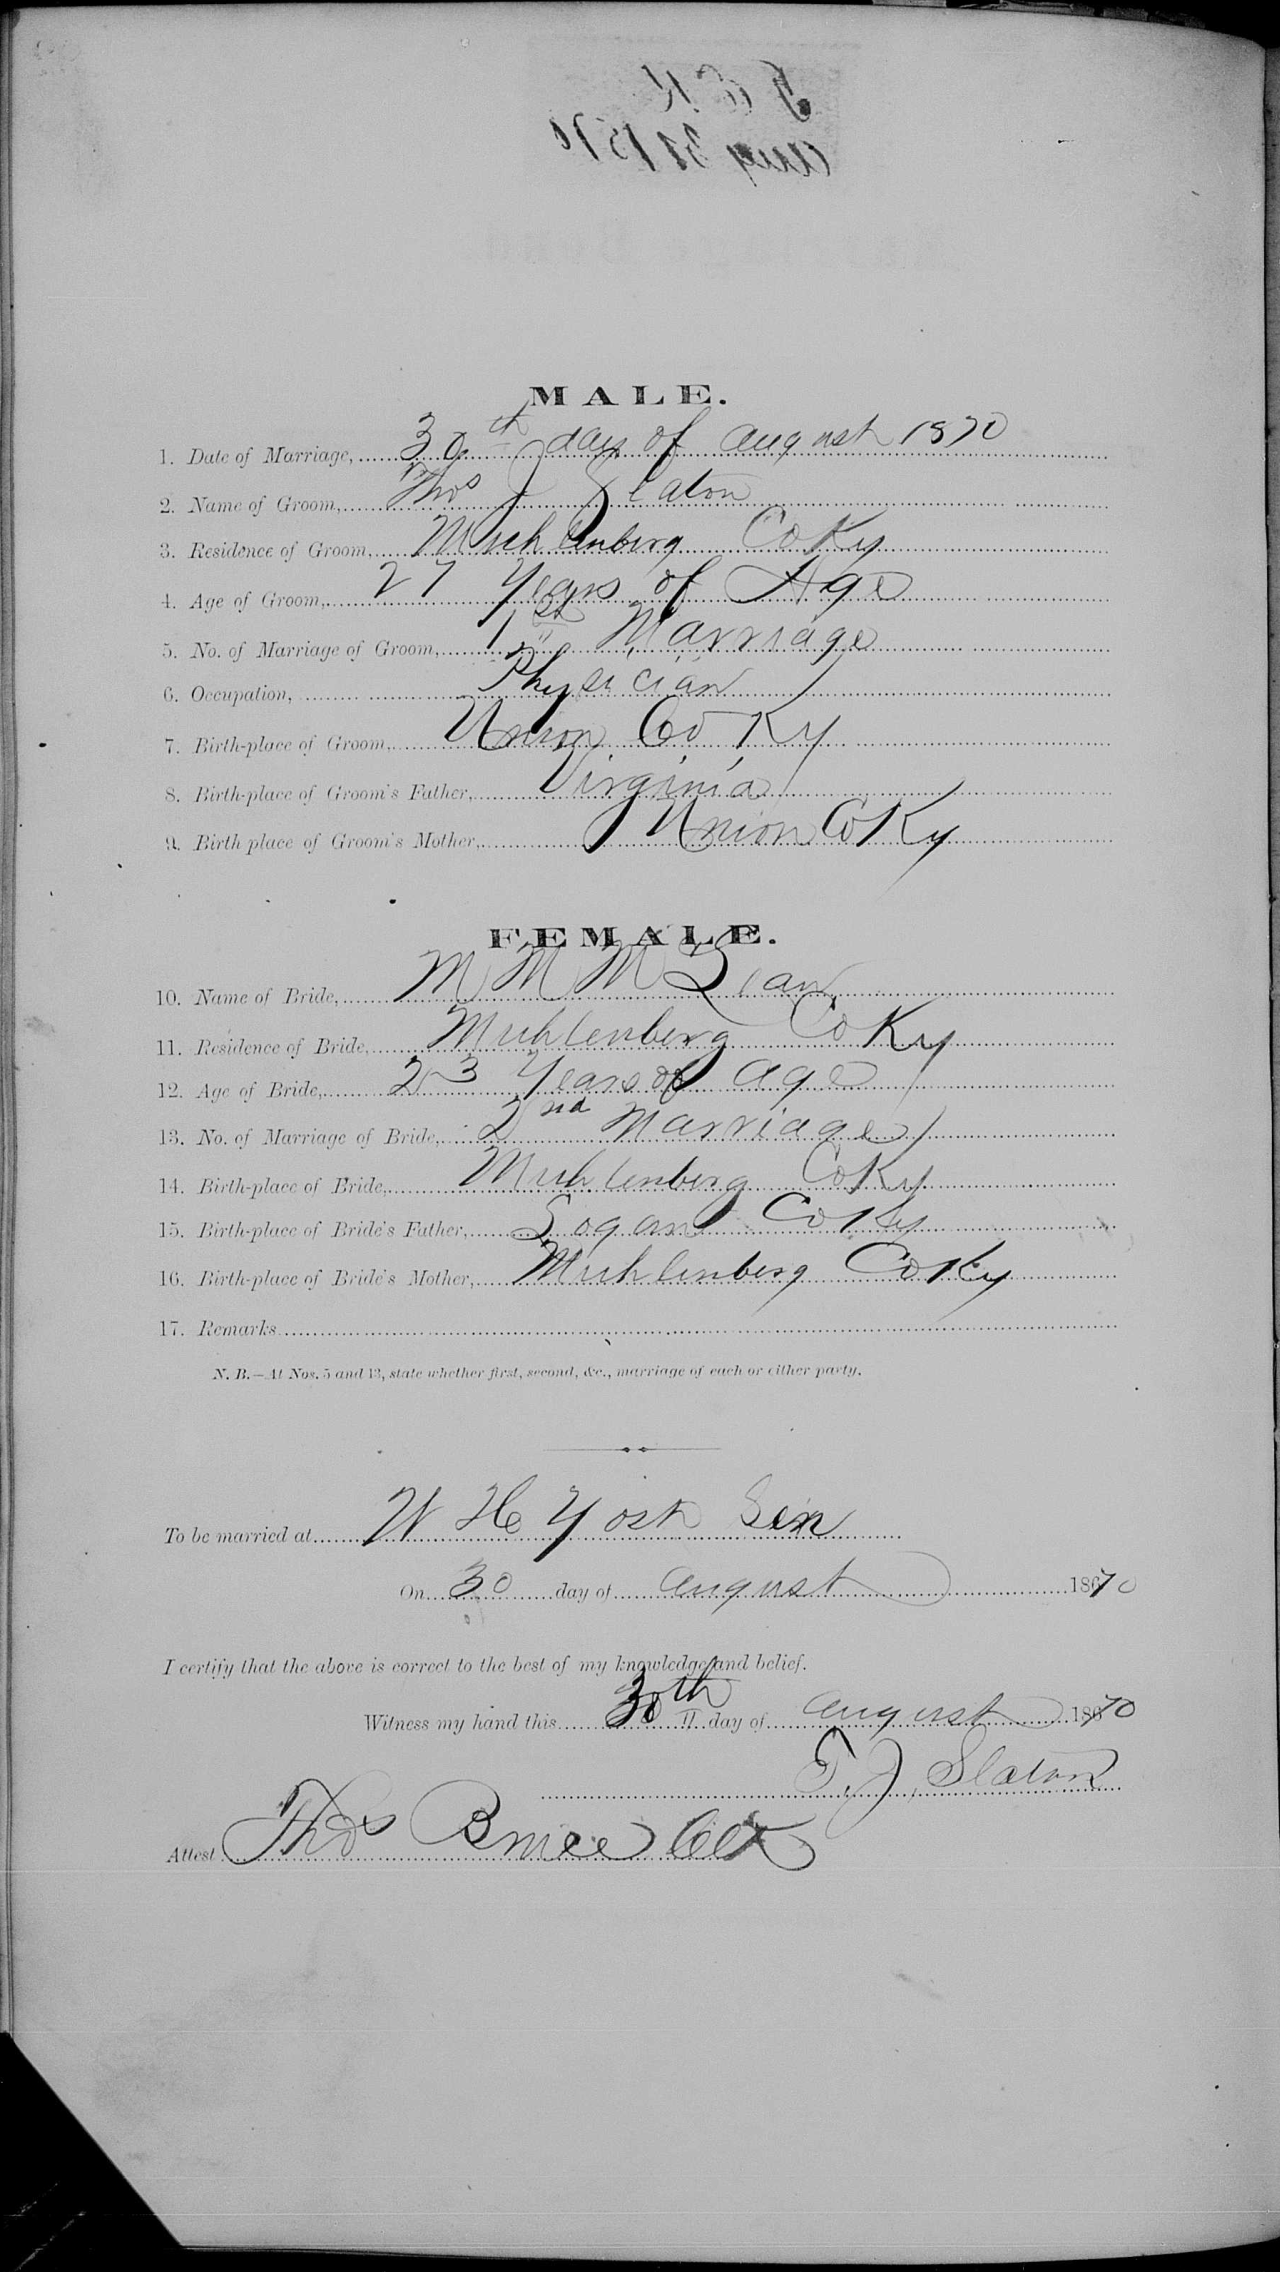 MALE.
1. Date of Marriage, 30th day of August 1870
2. Name of Groom, Thos J Slaton
3. Residence of Groom, Muhlenberg Co Ky
4. Age of Groom, 27 Years of Age
5. No. of Marriage of Groom, 1st Marriage
6. Occupation, Physician
7. Birth-place of Groom, Union Co Ky
8. Birth-place of Groom's Father, Virginia
9. Birth place of Groom's Mother, Union Co Ky
FEMALE.
10. Name of Bride, M M M
11. Residence of Bride, Muhlenberg Co Ky
12. Age of Bride, 23 Years of age
13. No. of Marriage of Bride, 2nd Marriage
14. Birth-place of Bride, Muhlenberg Co Ky
15. Birth-place of Bride's Father, Logan Co Ky
16. Birth-place of Bride's Mother, Muhlenberg Co Ky
17. Remarks
N. B.—At Nos. 5 and 13, state whether first, second, &c., marriage of each or either party.
To be married at W H Yost Sen
On 30 day of August 1870
I certify that the above is correct to the best of my knowledge and belief.
Witness my hand this 30th day of August 1870
T. J. Slaton
Attest Thos Bruce Clk